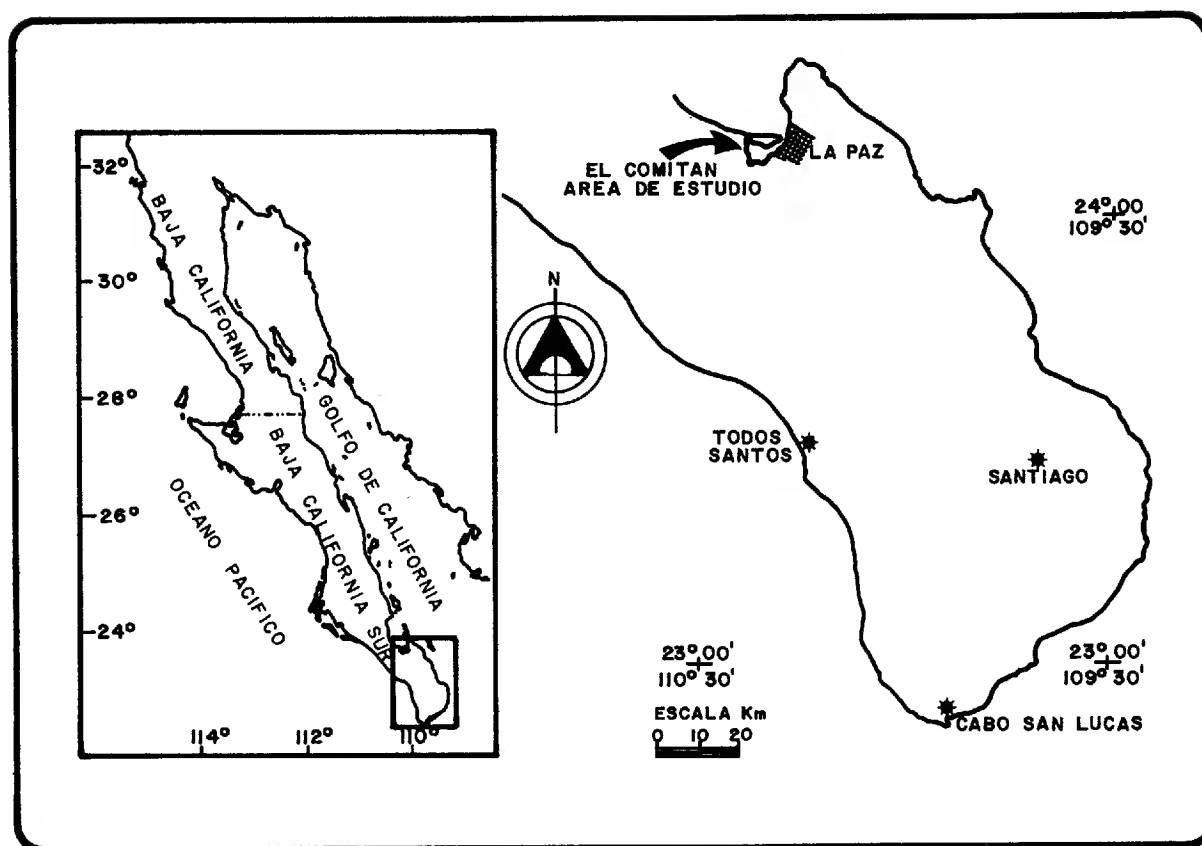 32°
30°
28°
26°
24°
114°
112°
110°
BAJA CALIFORNIA
GOLFO DE CALIFORNIA
BAJA CALIFORNIA SUR
OCEANO PACIFICO
LA PAZ
EL COMITAN
AREA DE ESTUDIO
24°00
109°30'
N
TODOS
SANTOS
SANTIAGO
23°00'
110°30'
23°00'
109°30'
ESCALA Km
0 10 20
CABO SAN LUCAS